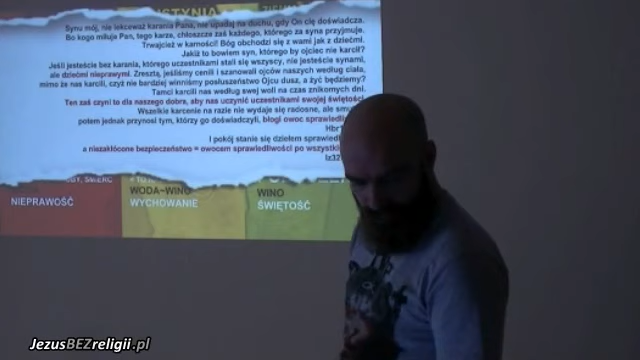 USTYNIA
Synu mój, nie lekceważ karania Pana, nie upadaj na duchu, gdy On cię doświadcza.
Bo kogo miłuje Pan, tego karze, chłoszcze zaś każdego, którego za syna przyjmuje.
Trwajcież w karności! Bóg obchodzi się z wami jak z dziećmi.
Jakiż to bowiem syn, którego by ojciec nie karcił?
Jeśli jesteście bez karania, którego uczestnikami stali się wszyscy, nie jesteście synami,
ale dziećmi nieprawymi. Zresztą, jeśliśmy cenili i szanowali ojców naszych według ciała,
mimo że nas karcili, czyż nie bardziej winniśmy posłuszeństwo Ojcu dusz, a żyć będziemy?
Tamci karcili nas według swej woli na czas znikomych dni.
Ten zaś czyni to dla naszego dobra, aby nas uczynić uczestnikami swojej świętości.
Wszelkie karcenie na razie nie wydaje się radosne, ale smu
potem jednak przynosi tym, którzy go doświadczyli, błogi owoc sprawiedli
Hbr
I pokój stanie się dziełem sprawied
a niezakłócone bezpieczeństwo = owocem sprawiedliwości po wszystki
Iz32
ŚMIERĆ
NIEPRAWOŚĆ
WODA~WINO
WYCHOWANIE
WINO
ŚWIĘTOŚĆ
JezusBEZreligii.pl